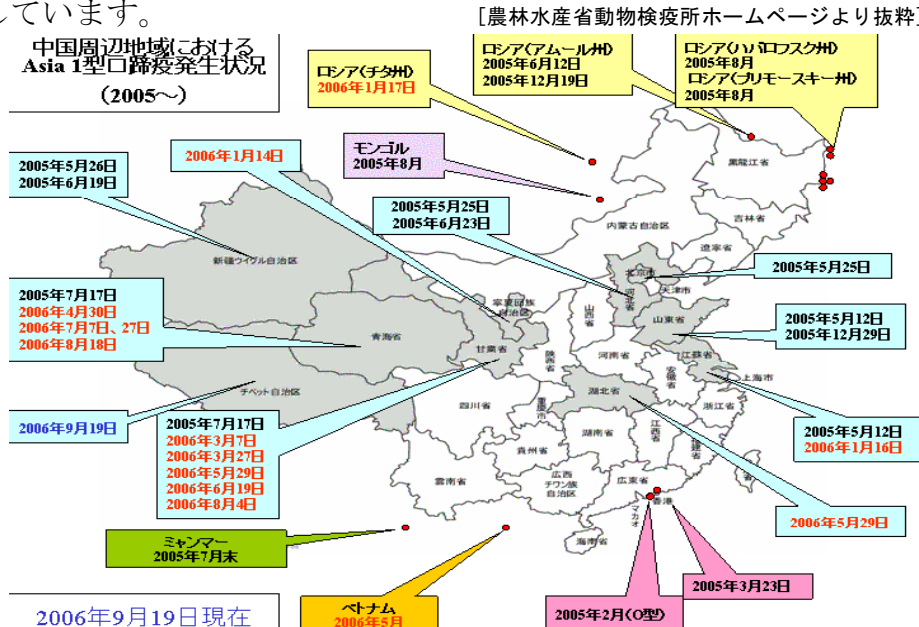 しています。
[農林水産省動物検疫所ホームページより抜粋]
中国周辺地域における
Asia 1型口蹄疫発生状況
(2005~)
ロシア(チタ州)
2006年1月17日
ロシア(アムール州)
2005年6月12日
2005年12月19日
ロシア(ハバロフスク州)
2005年8月
ロシア(プリモースキー州)
2005年8月
モンゴル
2005年8月
2006年1月14日
2005年5月26日
2005年6月19日
2005年5月25日
2005年6月23日
2005年5月25日
2005年7月17日
2006年4月30日
2006年7月7日、27日
2006年8月18日
2005年5月12日
2005年12月29日
2006年9月19日
2005年7月17日
2006年3月7日
2006年3月27日
2006年5月29日
2006年6月19日
2006年8月4日
2005年5月12日
2006年1月16日
2006年5月29日
ミャンマー
2005年7月末
ベトナム
2006年5月
2005年2月(O型)
2005年3月23日
2006年9月19日現在
黒龍江省
吉林省
遼寧省
内蒙古自治区
北京市
天津市
河北省
山西省
山東省
新疆ウイグル自治区
寧夏回族
自治区
青海省
甘粛省
陝西省
河南省
江蘇省
安徽省
上海市
チベット自治区
四川省
重慶市
湖北省
浙江省
湖南省
江西省
福建省
貴州省
雲南省
広西
チワン族
自治区
広東省
香港
マカオ
海南省